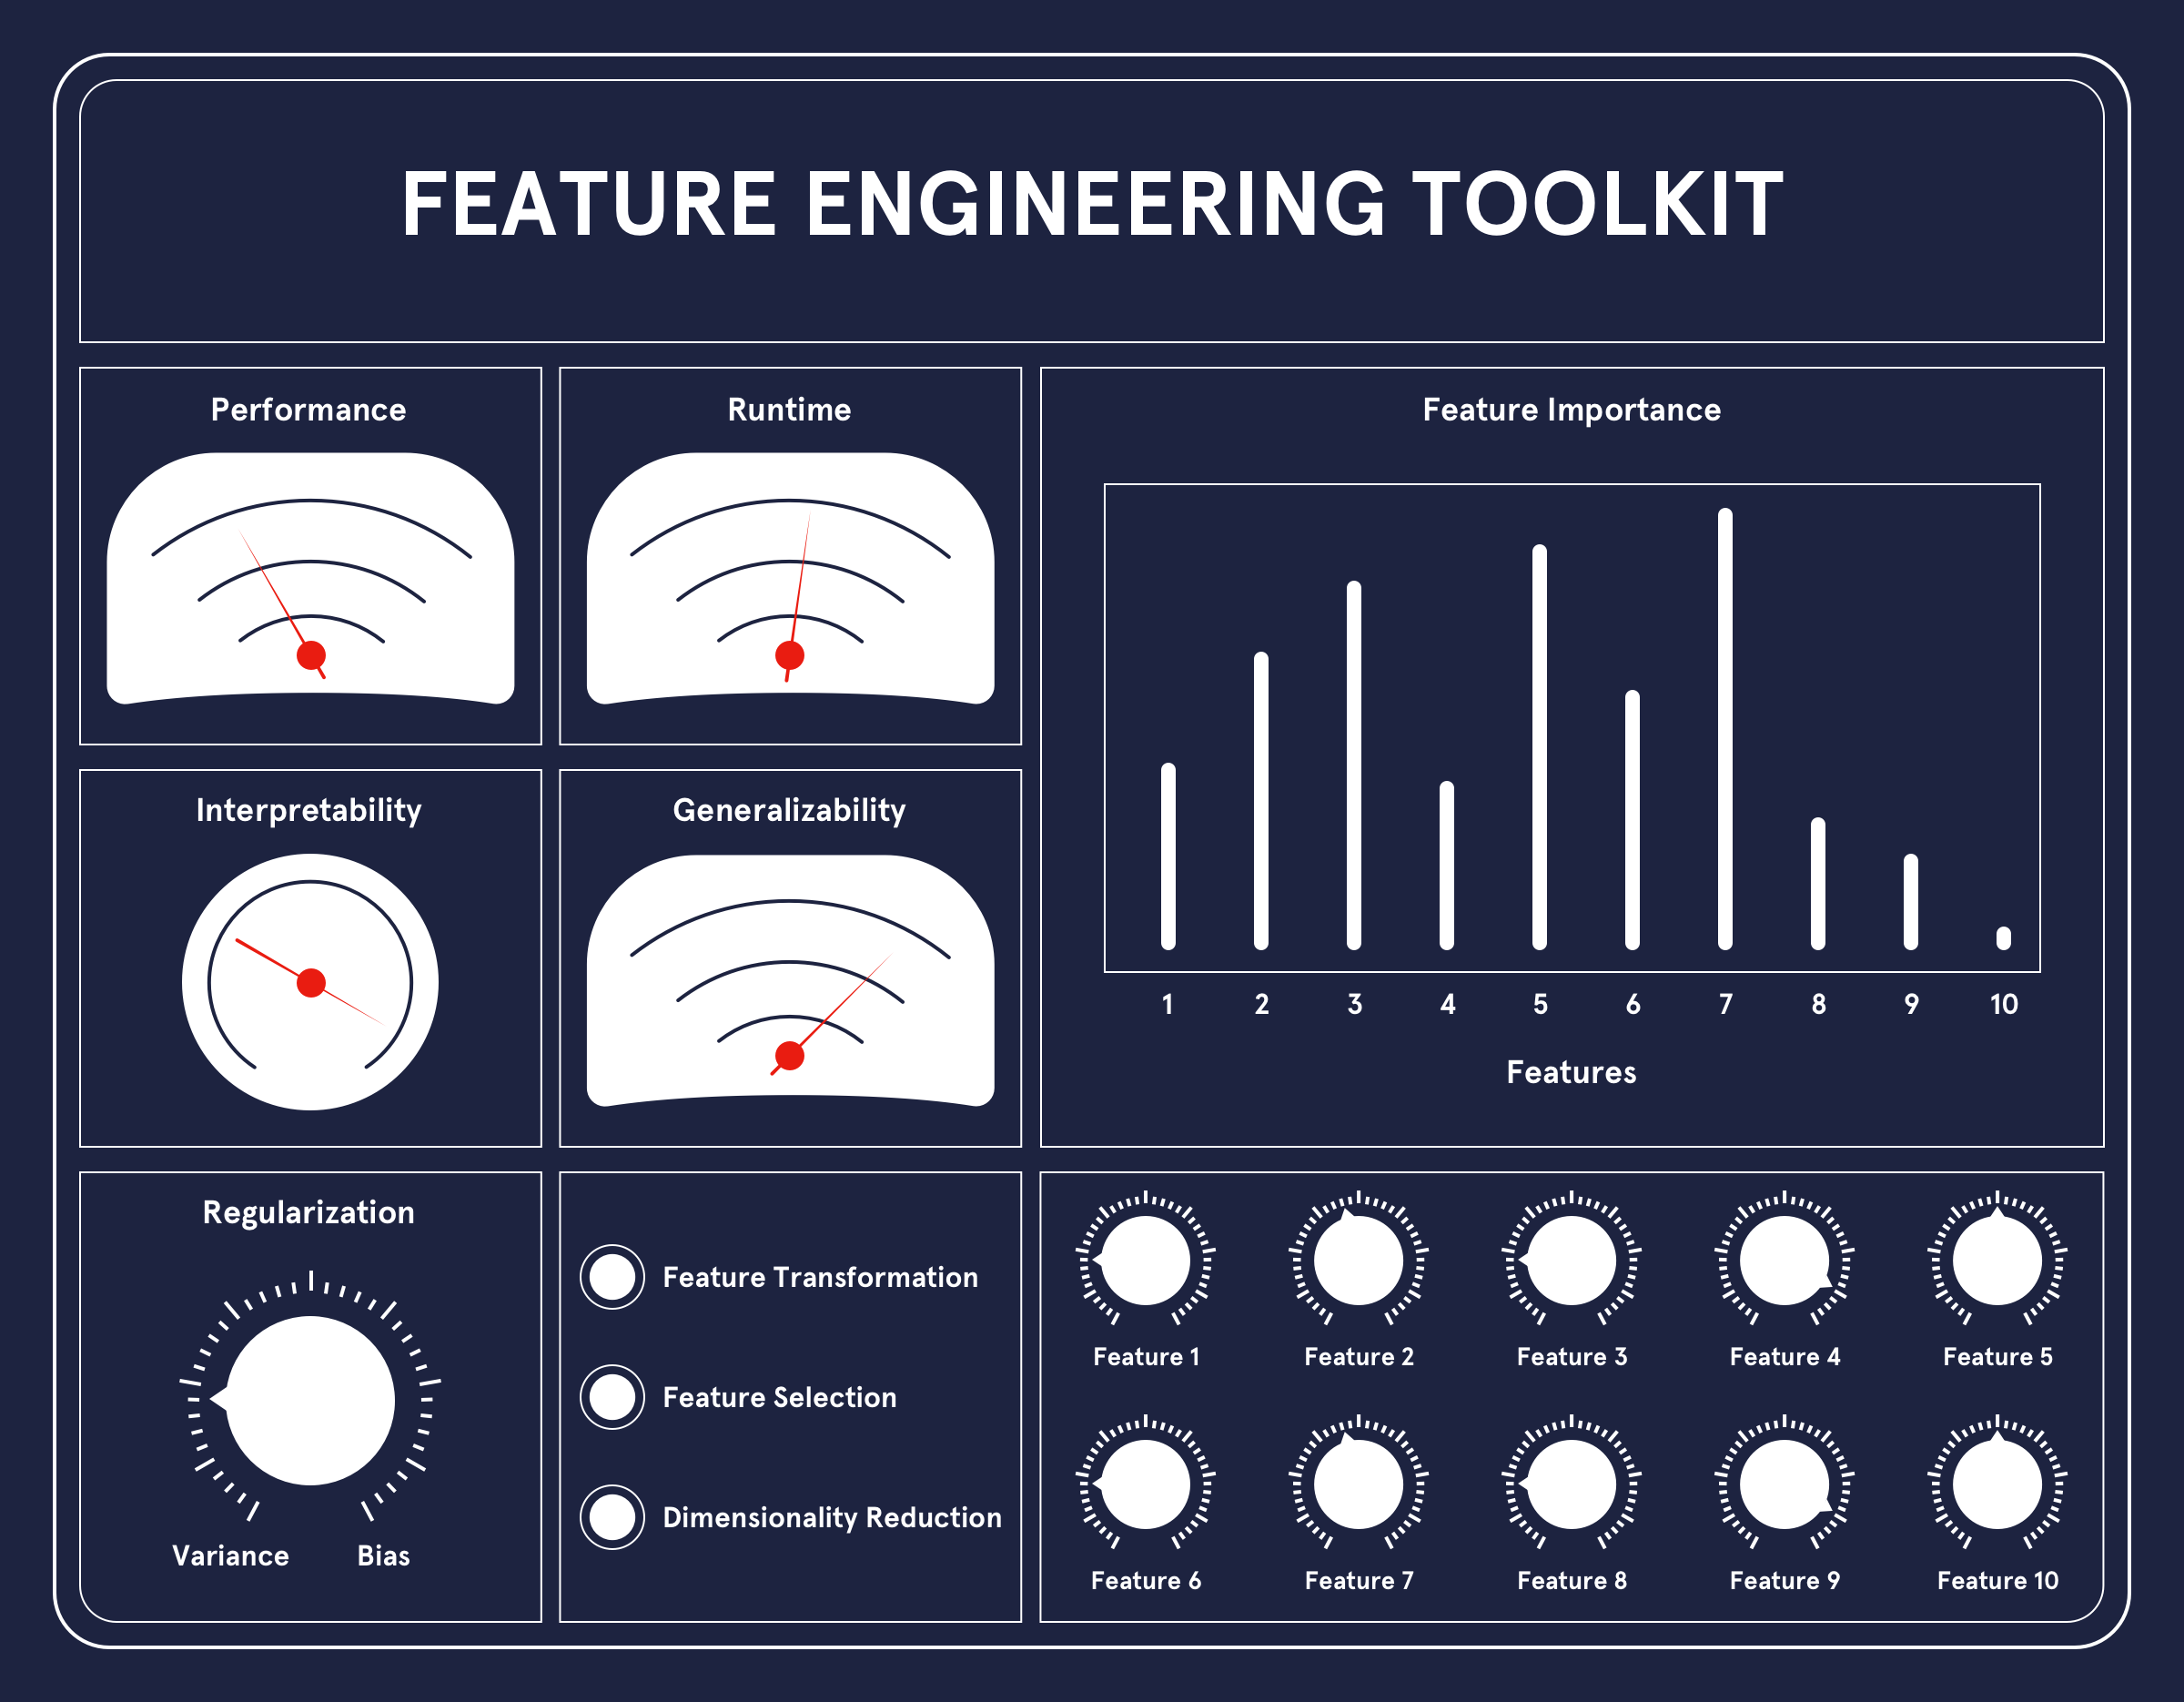 FEATURE ENGINEERING TOOLKIT
Performance
Runtime
Feature Importance
1 2 3 4 5 6 7 8 9 10
Features
Interpretability
Generalizability
Regularization
Variance Bias
Feature Transformation
Feature Selection
Dimensionality Reduction
Feature 1 Feature 2 Feature 3 Feature 4 Feature 5
Feature 6 Feature 7 Feature 8 Feature 9 Feature 10